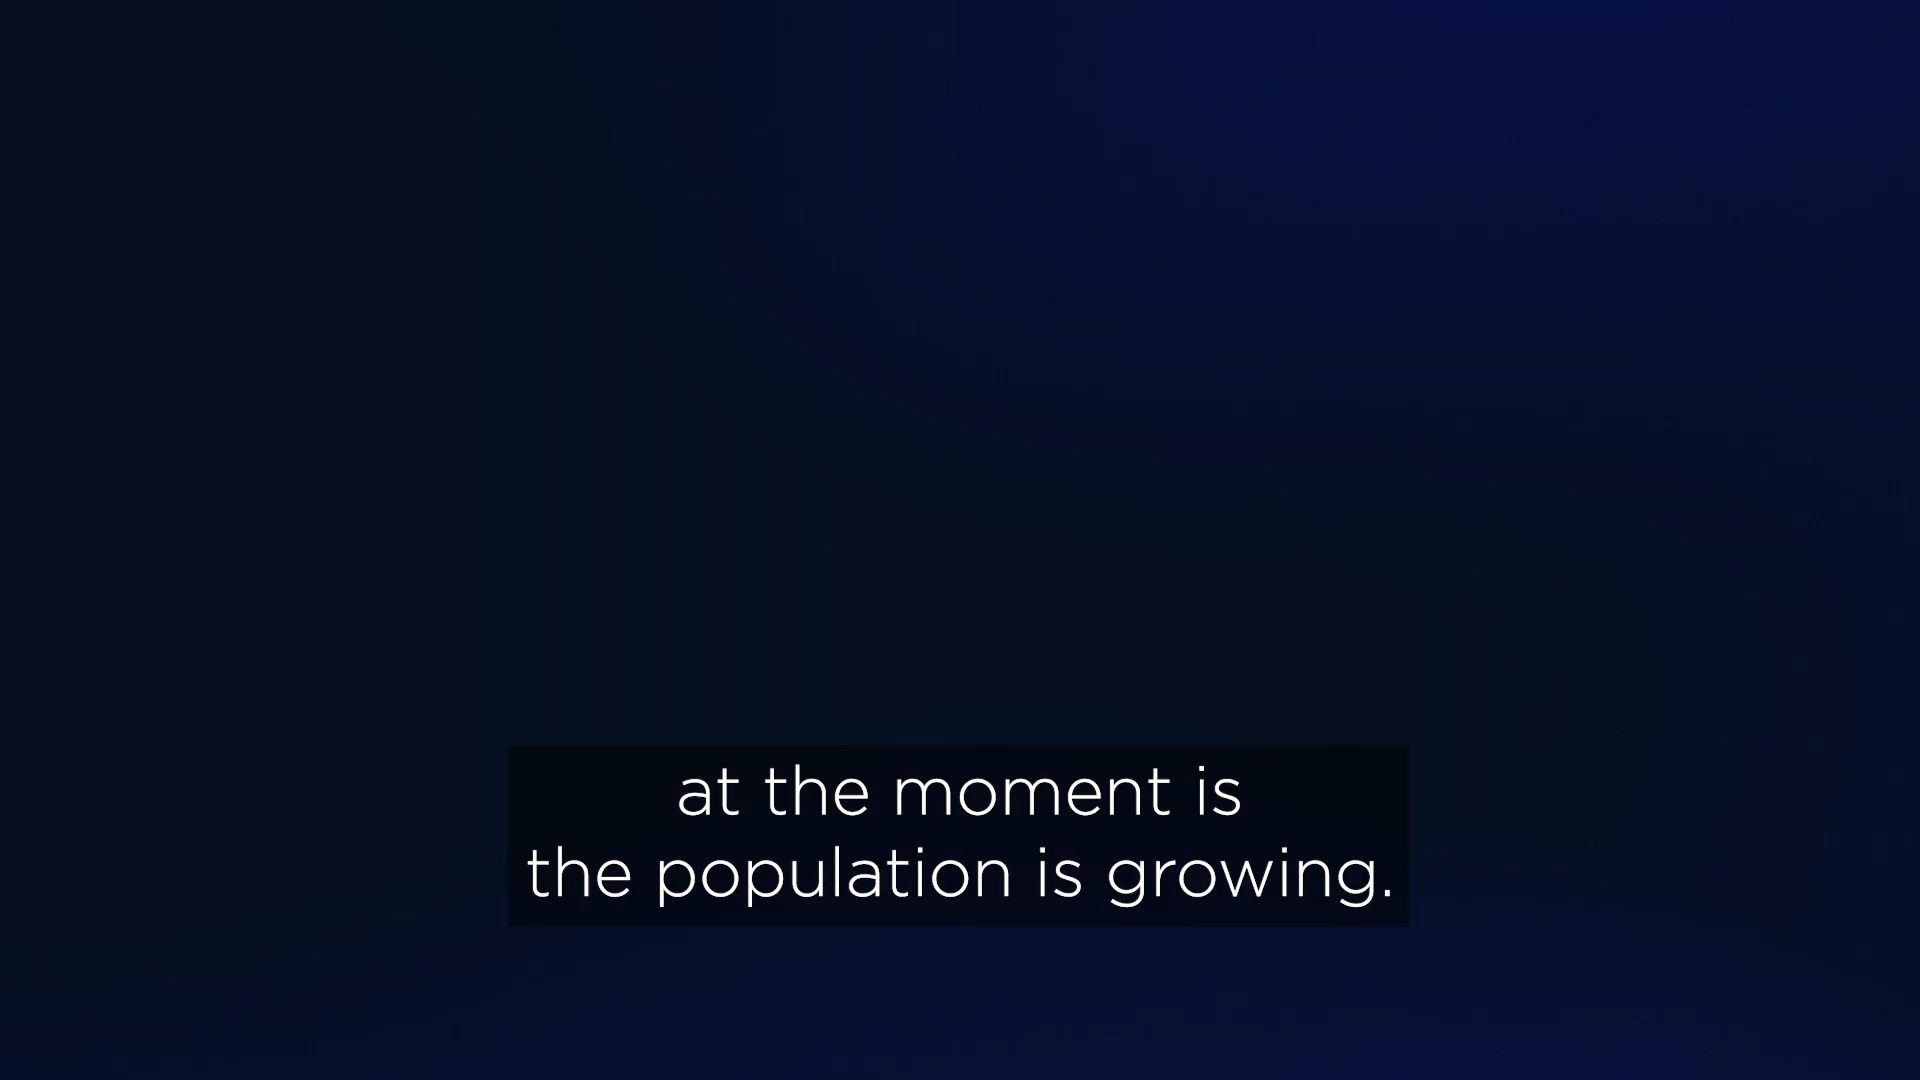 at the moment is
the population is growing.